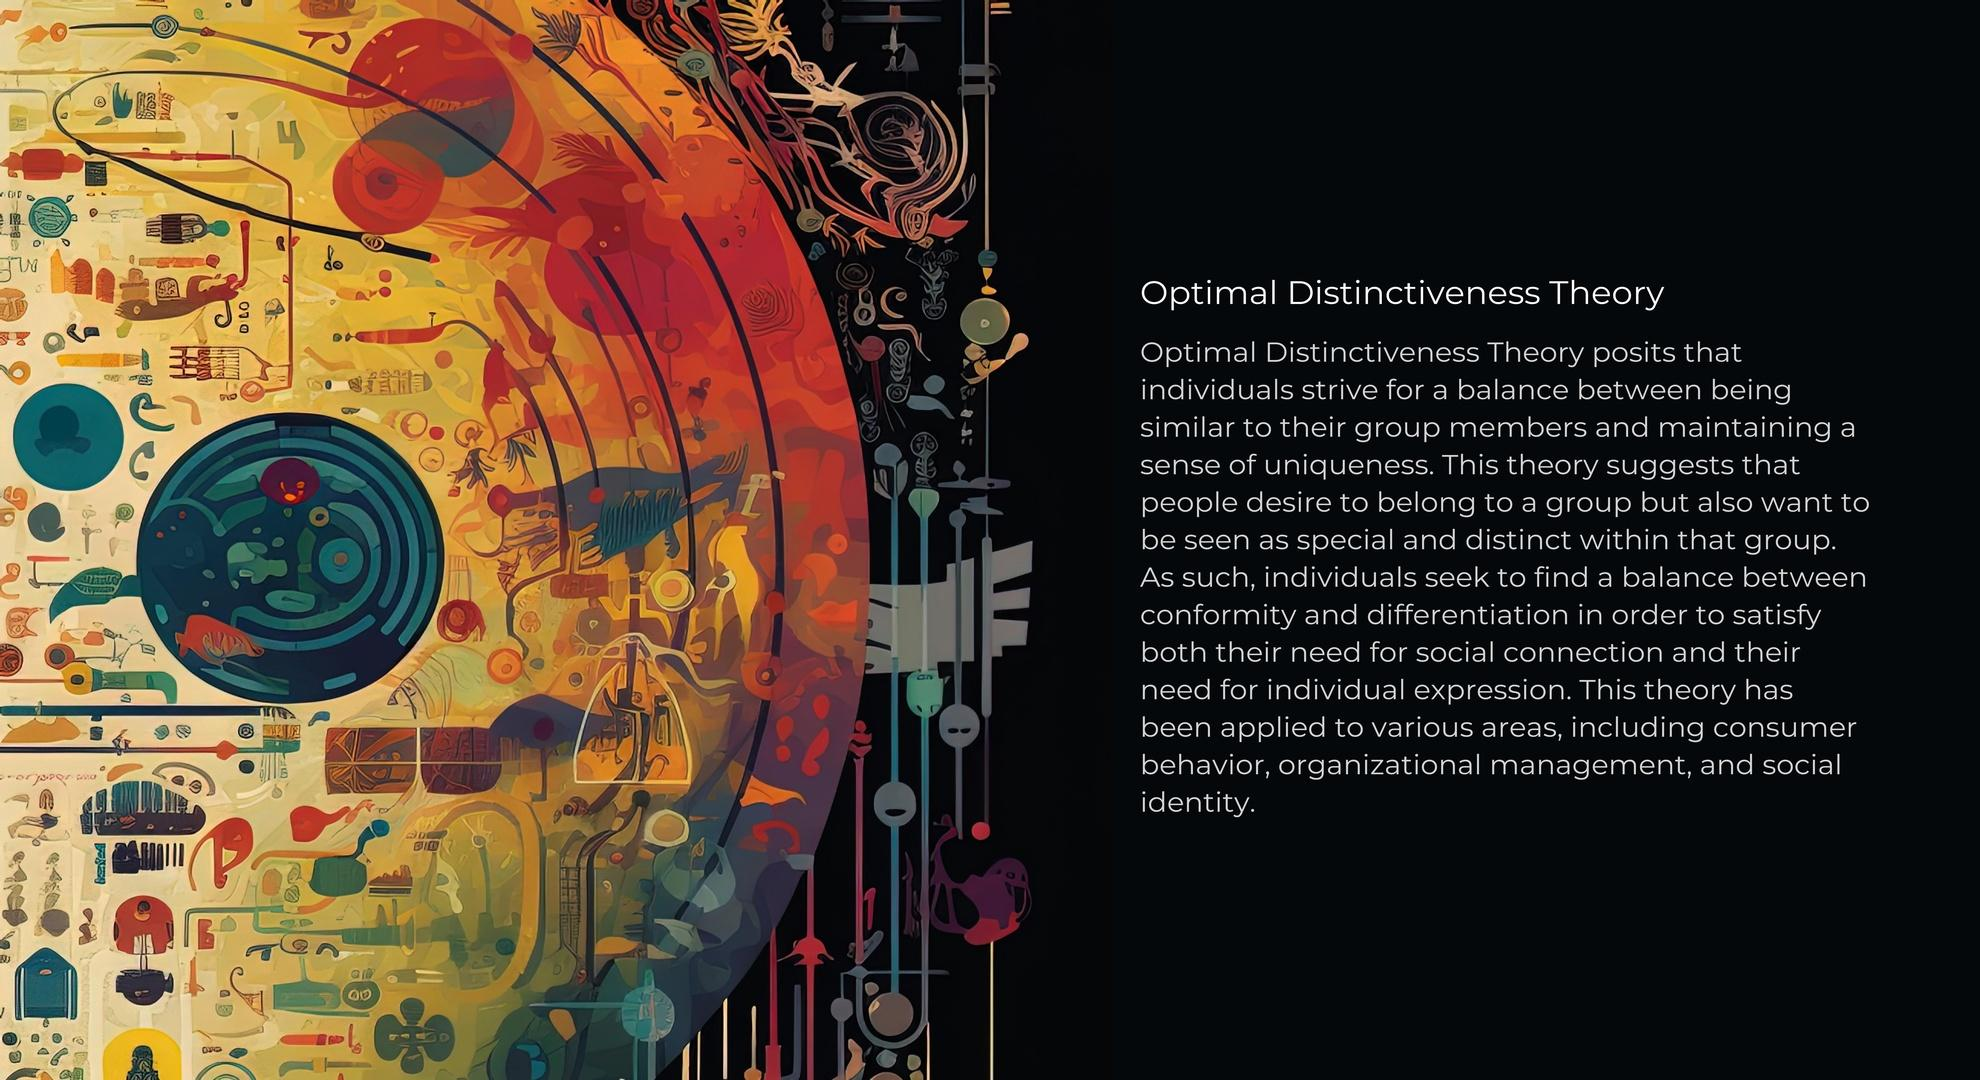 Optimal Distinctiveness Theory
Optimal Distinctiveness Theory posits that
individuals strive for a balance between being
similar to their group members and maintaining a
sense of uniqueness. This theory suggests that
people desire to belong to a group but also want to
be seen as special and distinct within that group.
As such, individuals seek to find a balance between
conformity and differentiation in order to satisfy
both their need for social connection and their
need for individual expression. This theory has
been applied to various areas, including consumer
behavior, organizational management, and social
identity.